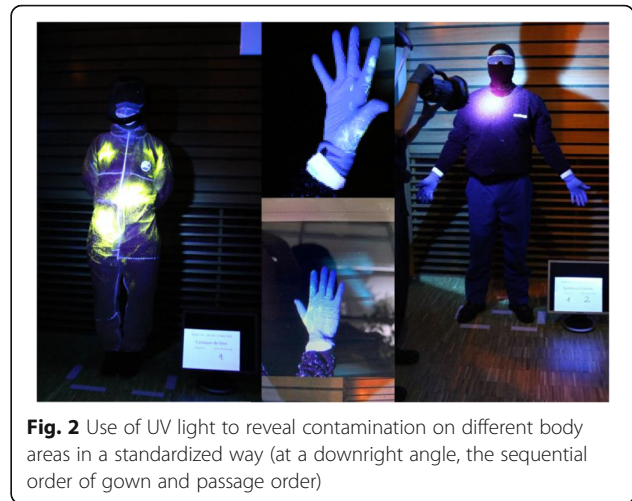 Fig. 2 Use of UV light to reveal contamination on different body
areas in a standardized way (at a downright angle, the sequential
order of gown and passage order)